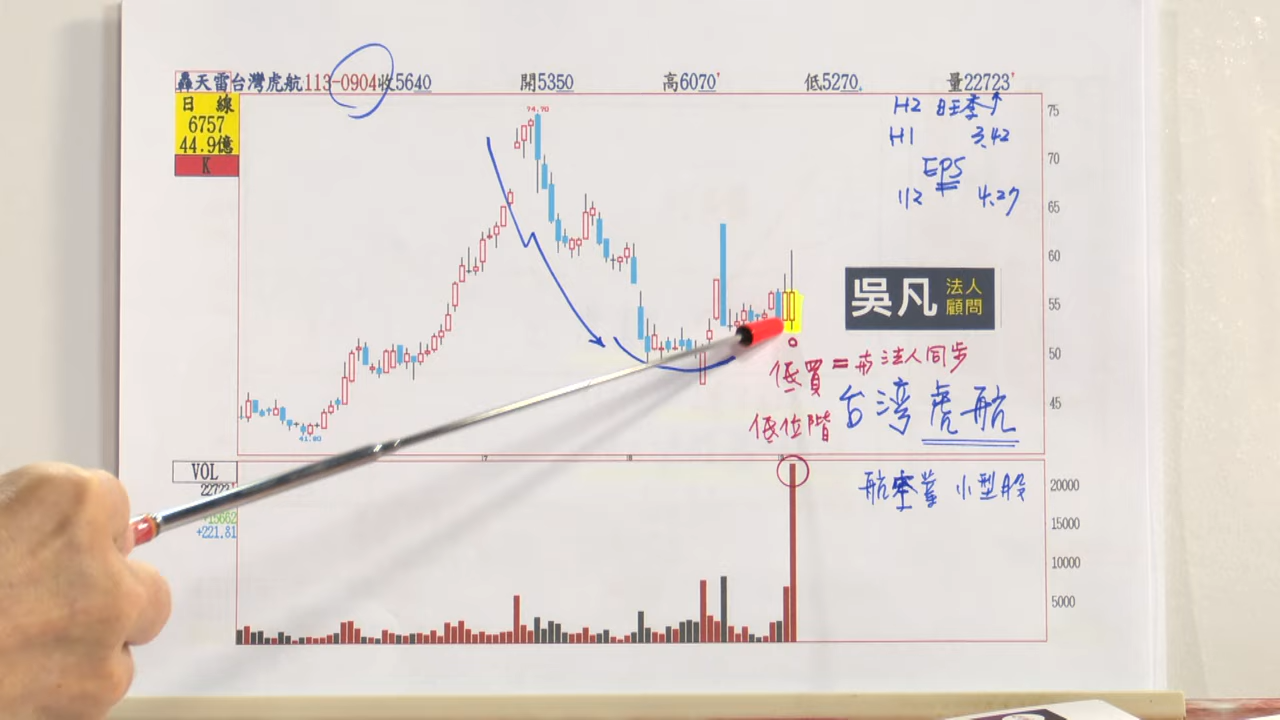 轟天雷台灣虎航113-0904收5640 開5350 高6070' 低5270. 量22723'
日 線
6757
44.9億
K
74.70
41.80
75
70
65
60
55
50
45
H2 旺季↑
H1 3.42
EPS
112 4.27
吳凡 法人顧問
低買=与法人同步
低位階
台湾虎航
VOL
22723
+221.81
航空業 小型股
20000
15000
10000
5000